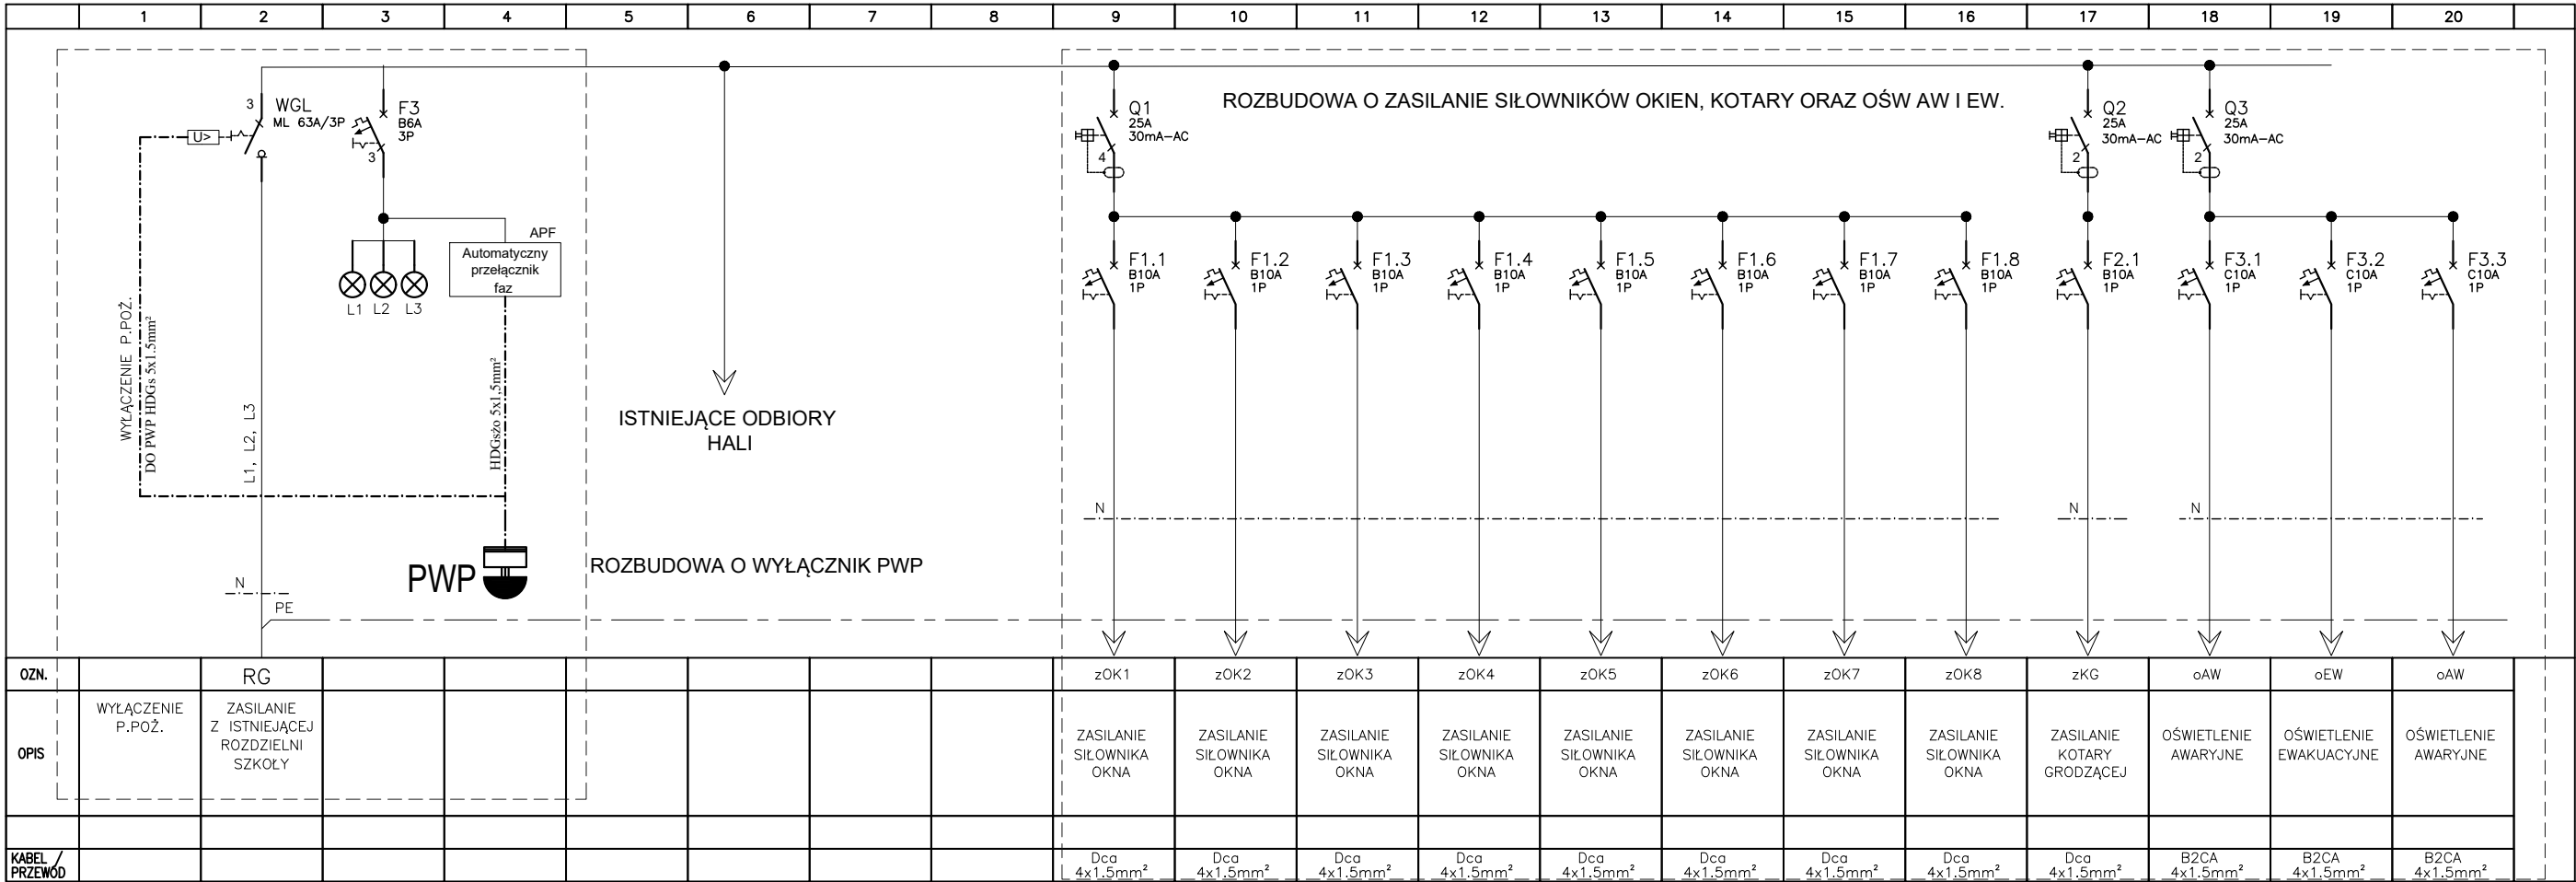 1 2 3 4 5 6 7 8 9 10 11 12 13 14 15 16 17 18 19 20
3
WGL
ML 63A/3P
U>
F3
B6A
3P
3
APF
Automatyczny
przełącznik
faz
L1 L2 L3
WYŁĄCZENIE P.POŻ.
DO PWP HDGs 5x1.5mm²
L1, L2, L3
HDGsżo 5x1,5mm²
N
PE
PWP
ISTNIEJĄCE ODBIORY
HALI
ROZBUDOWA O WYŁĄCZNIK PWP
ROZBUDOWA O ZASILANIE SIŁOWNIKÓW OKIEN, KOTARY ORAZ OŚW AW I EW.
Q1
25A
30mA-AC
4
Q2
25A
30mA-AC
2
Q3
25A
30mA-AC
2
F1.1
B10A
1P
F1.2
B10A
1P
F1.3
B10A
1P
F1.4
B10A
1P
F1.5
B10A
1P
F1.6
B10A
1P
F1.7
B10A
1P
F1.8
B10A
1P
F2.1
B10A
1P
F3.1
C10A
1P
F3.2
C10A
1P
F3.3
C10A
1P
N
N
N
OZN. RG zOK1 zOK2 zOK3 zOK4 zOK5 zOK6 zOK7 zOK8 zKG oAW oEW oAW
OPIS
WYŁĄCZENIE
P.POŻ.
ZASILANIE
Z ISTNIEJĄCEJ
ROZDZIELNI
SZKOŁY
ZASILANIE
SIŁOWNIKA
OKNA
ZASILANIE
SIŁOWNIKA
OKNA
ZASILANIE
SIŁOWNIKA
OKNA
ZASILANIE
SIŁOWNIKA
OKNA
ZASILANIE
SIŁOWNIKA
OKNA
ZASILANIE
SIŁOWNIKA
OKNA
ZASILANIE
SIŁOWNIKA
OKNA
ZASILANIE
SIŁOWNIKA
OKNA
ZASILANIE
KOTARY
GRODZĄCEJ
OŚWIETLENIE
AWARYJNE
OŚWIETLENIE
EWAKUACYJNE
OŚWIETLENIE
AWARYJNE
KABEL /
PRZEWÓD
Dca
4x1.5mm²
Dca
4x1.5mm²
Dca
4x1.5mm²
Dca
4x1.5mm²
Dca
4x1.5mm²
Dca
4x1.5mm²
Dca
4x1.5mm²
Dca
4x1.5mm²
Dca
4x1.5mm²
B2CA
4x1.5mm²
B2CA
4x1.5mm²
B2CA
4x1.5mm²